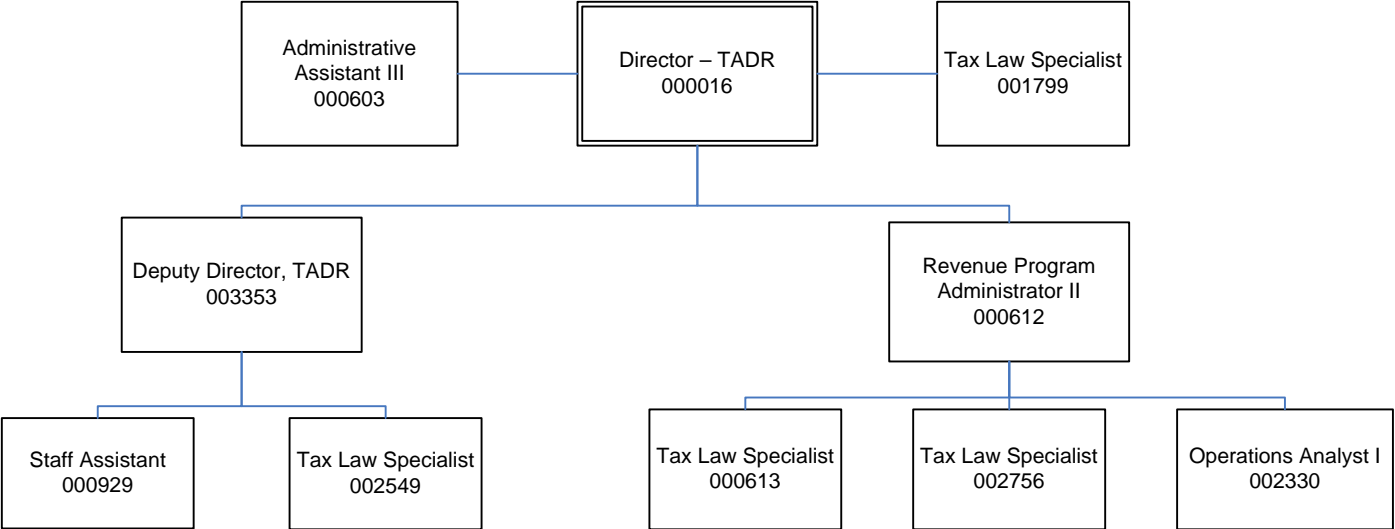 Administrative
Assistant III
000603
Director – TADR
000016
Tax Law Specialist
001799
Deputy Director, TADR
003353
Revenue Program
Administrator II
000612
Staff Assistant
000929
Tax Law Specialist
002549
Tax Law Specialist
000613
Tax Law Specialist
002756
Operations Analyst I
002330